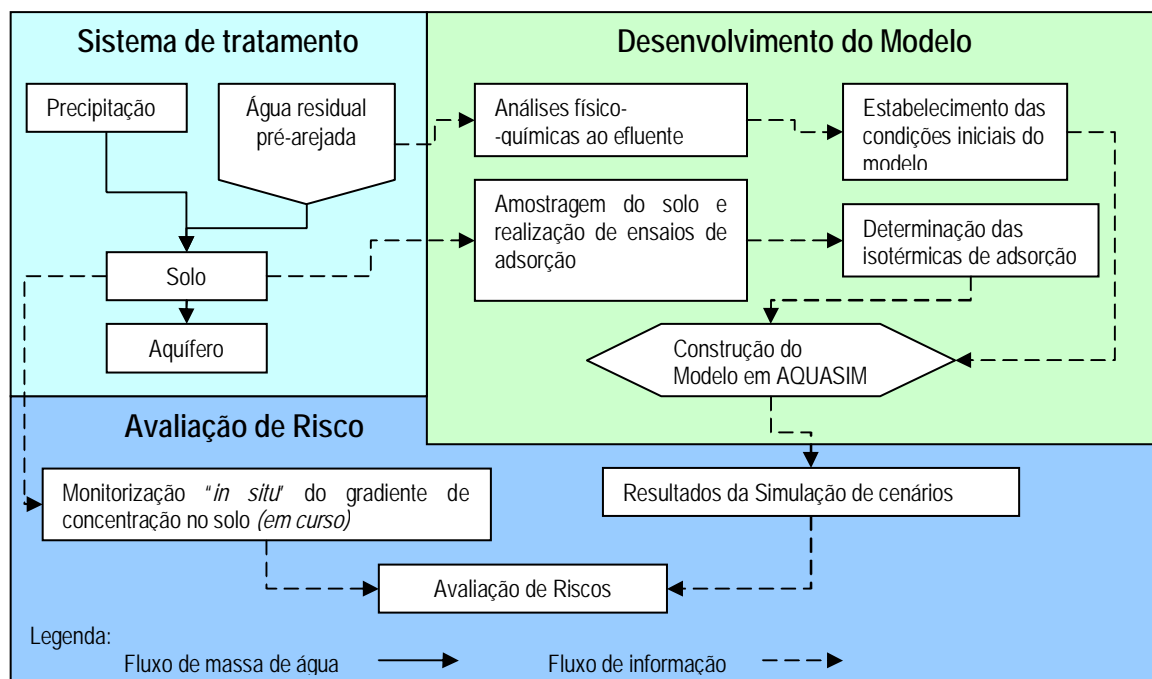 Sistema de tratamento
Precipitação
Água residual
pré-arejada
Solo
Aquífero
Desenvolvimento do Modelo
Análises físico-
-químicas ao efluente
Estabelecimento das
condições iniciais do
modelo
Amostragem do solo e
realização de ensaios de
adsorção
Determinação das
isotérmicas de adsorção
Construção do
Modelo em AQUASIM
Avaliação de Risco
Monitorização "in situ" do gradiente de
concentração no solo (em curso)
Resultados da Simulação de cenários
Avaliação de Riscos
Legenda:
Fluxo de massa de água
Fluxo de informação